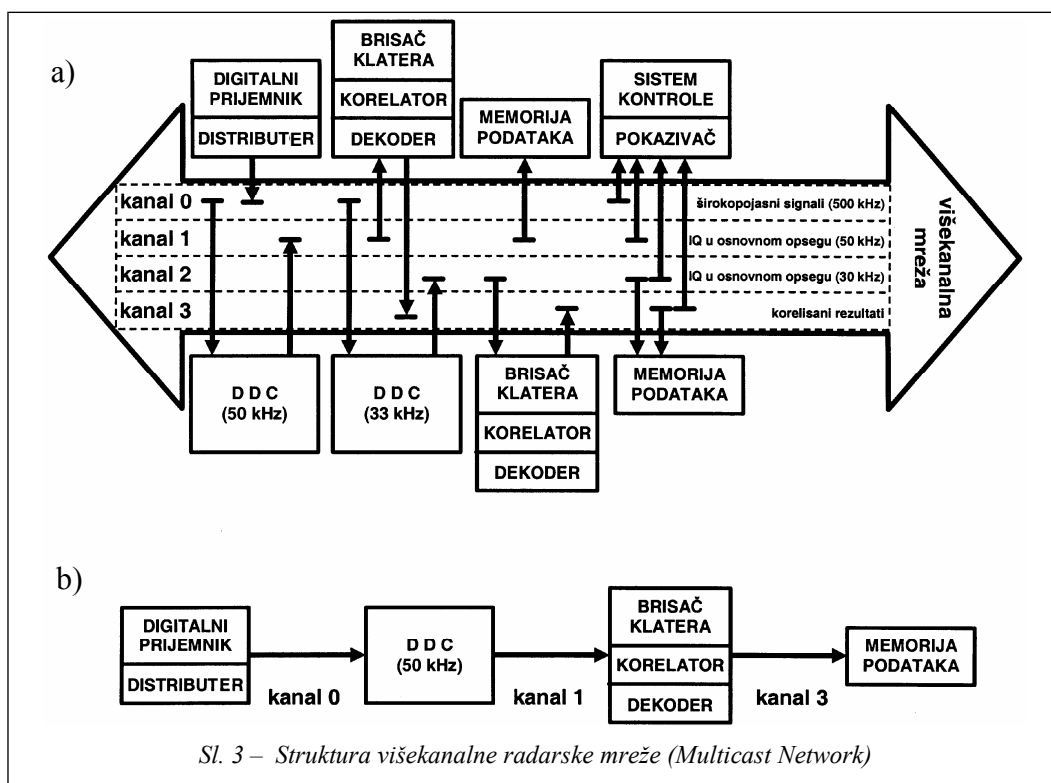 a)
DIGITALNI
PRIJEMNIK
DISTRIBUTER
BRISAČ
KLATERA
KORELATOR
DEKODER
MEMORIJA
PODATAKA
SISTEM
KONTROLE
POKAZIVAČ
kanal 0
širokopojasni signali (500 kHz)
kanal 1
IQ u osnovnom opsegu (50 kHz)
kanal 2
IQ u osnovnom opsegu (30 kHz)
kanal 3
korelisani rezultati
višekanalna
mreža
D D C
(50 kHz)
D D C
(33 kHz)
BRISAČ
KLATERA
KORELATOR
DEKODER
MEMORIJA
PODATAKA
b)
DIGITALNI
PRIJEMNIK
DISTRIBUTER
kanal 0
D D C
(50 kHz)
kanal 1
BRISAČ
KLATERA
KORELATOR
DEKODER
kanal 3
MEMORIJA
PODATAKA
Sl. 3 – Struktura višekanalne radarske mreže (Multicast Network)